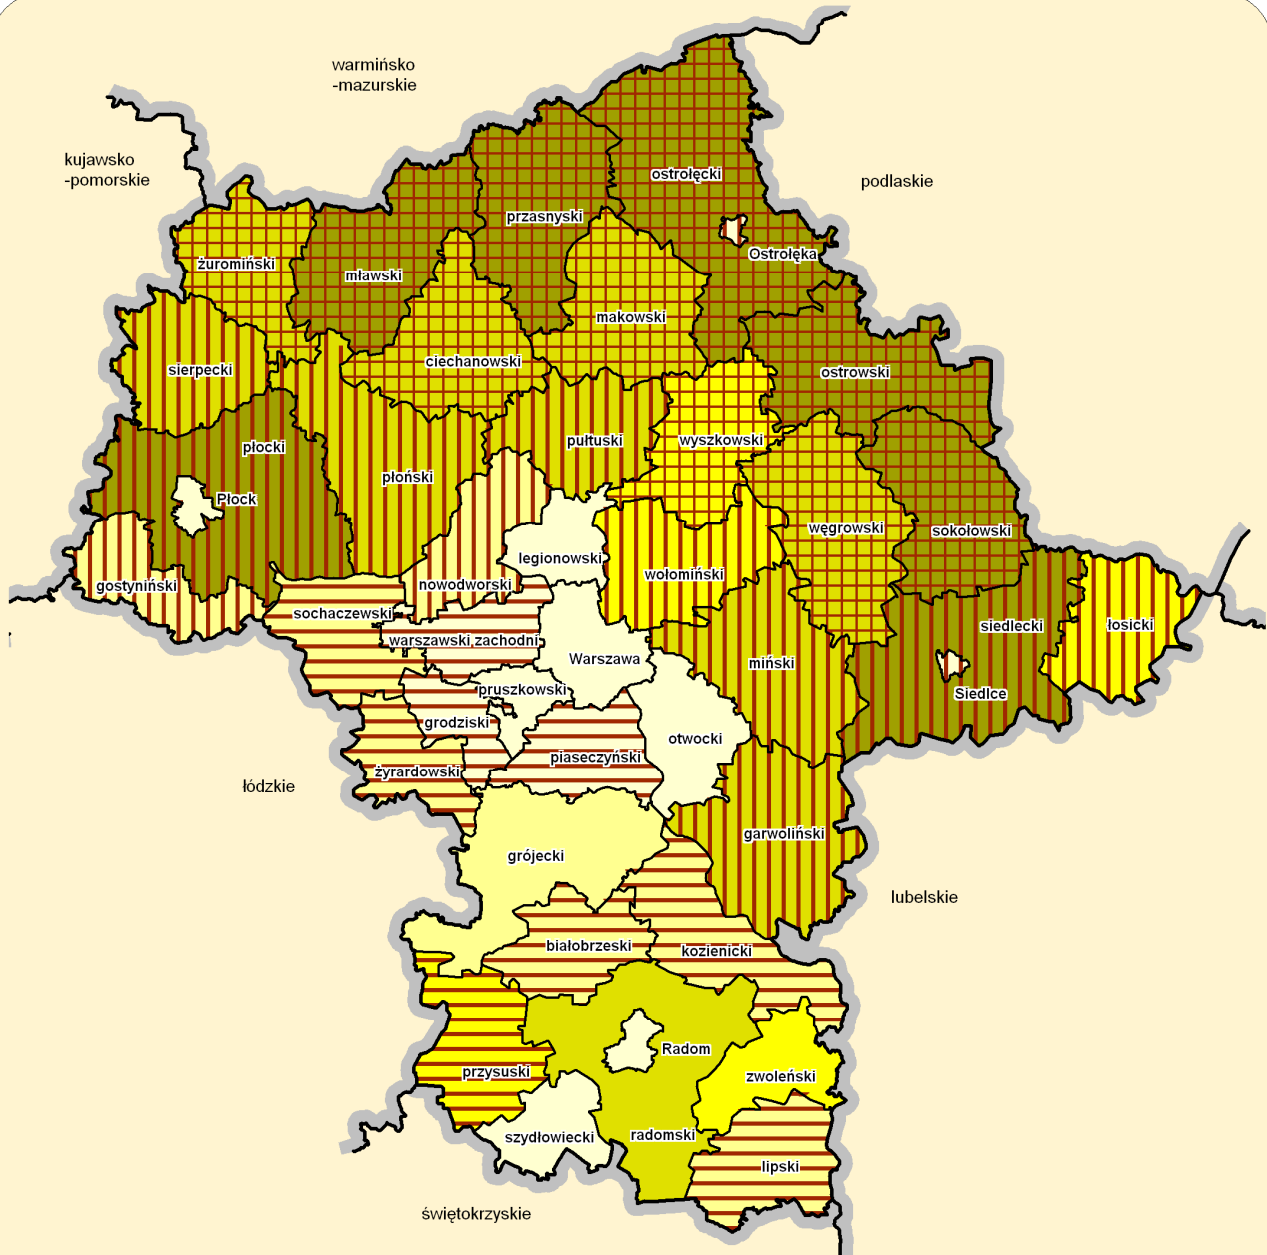 warmińsko
-mazurskie
kujawsko
-pomorskie
podlaskie
ostrołęcki
przasnyski
Ostrołęka
żuromiński
mławski
makowski
ciechanowski
sierpecki
ostrowski
płocki
pułtuski
wyszkowski
płoński
Płock
węgrowski
sokołowski
legionowski
wołomiński
gostyniński
nowodworski
sochaczewski
siedlecki
łosicki
warszawski zachodni
Warszawa
miński
pruszkowski
Siedlce
grodziski
otwocki
piaseczyński
żyrardowski
łódzkie
garwoliński
grójecki
lubelskie
białobrzeski
kozienicki
Radom
przysuski
zwoleński
szydłowiecki
radomski
lipski
świętokrzyskie